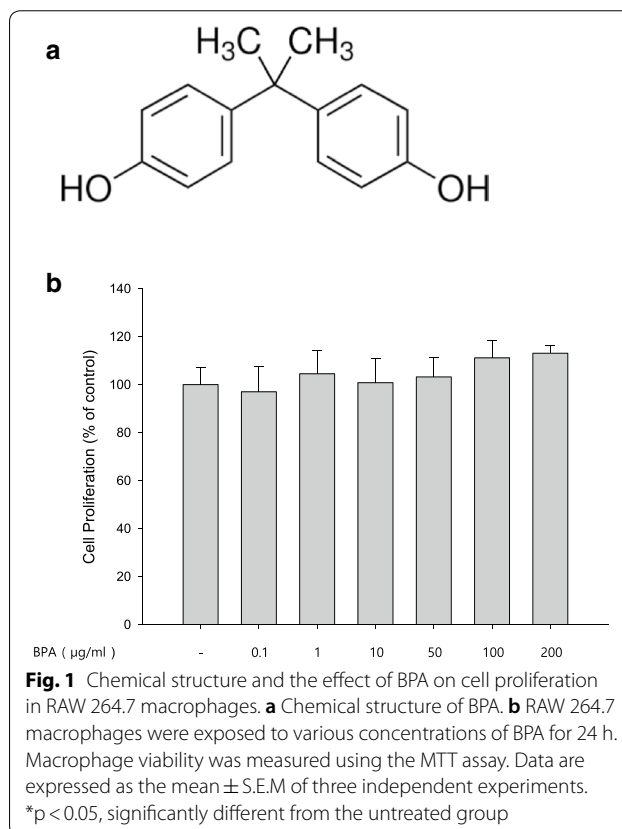 a
H₃C CH₃
HO OH
b
140
120
100
80
60
40
20
0
Cell Proliferation (% of control)
BPA ( μg/ml ) - 0.1 1 10 50 100 200
Fig. 1 Chemical structure and the effect of BPA on cell proliferation
in RAW 264.7 macrophages. a Chemical structure of BPA. b RAW 264.7
macrophages were exposed to various concentrations of BPA for 24 h.
Macrophage viability was measured using the MTT assay. Data are
expressed as the mean ± S.E.M of three independent experiments.
*p < 0.05, significantly different from the untreated group